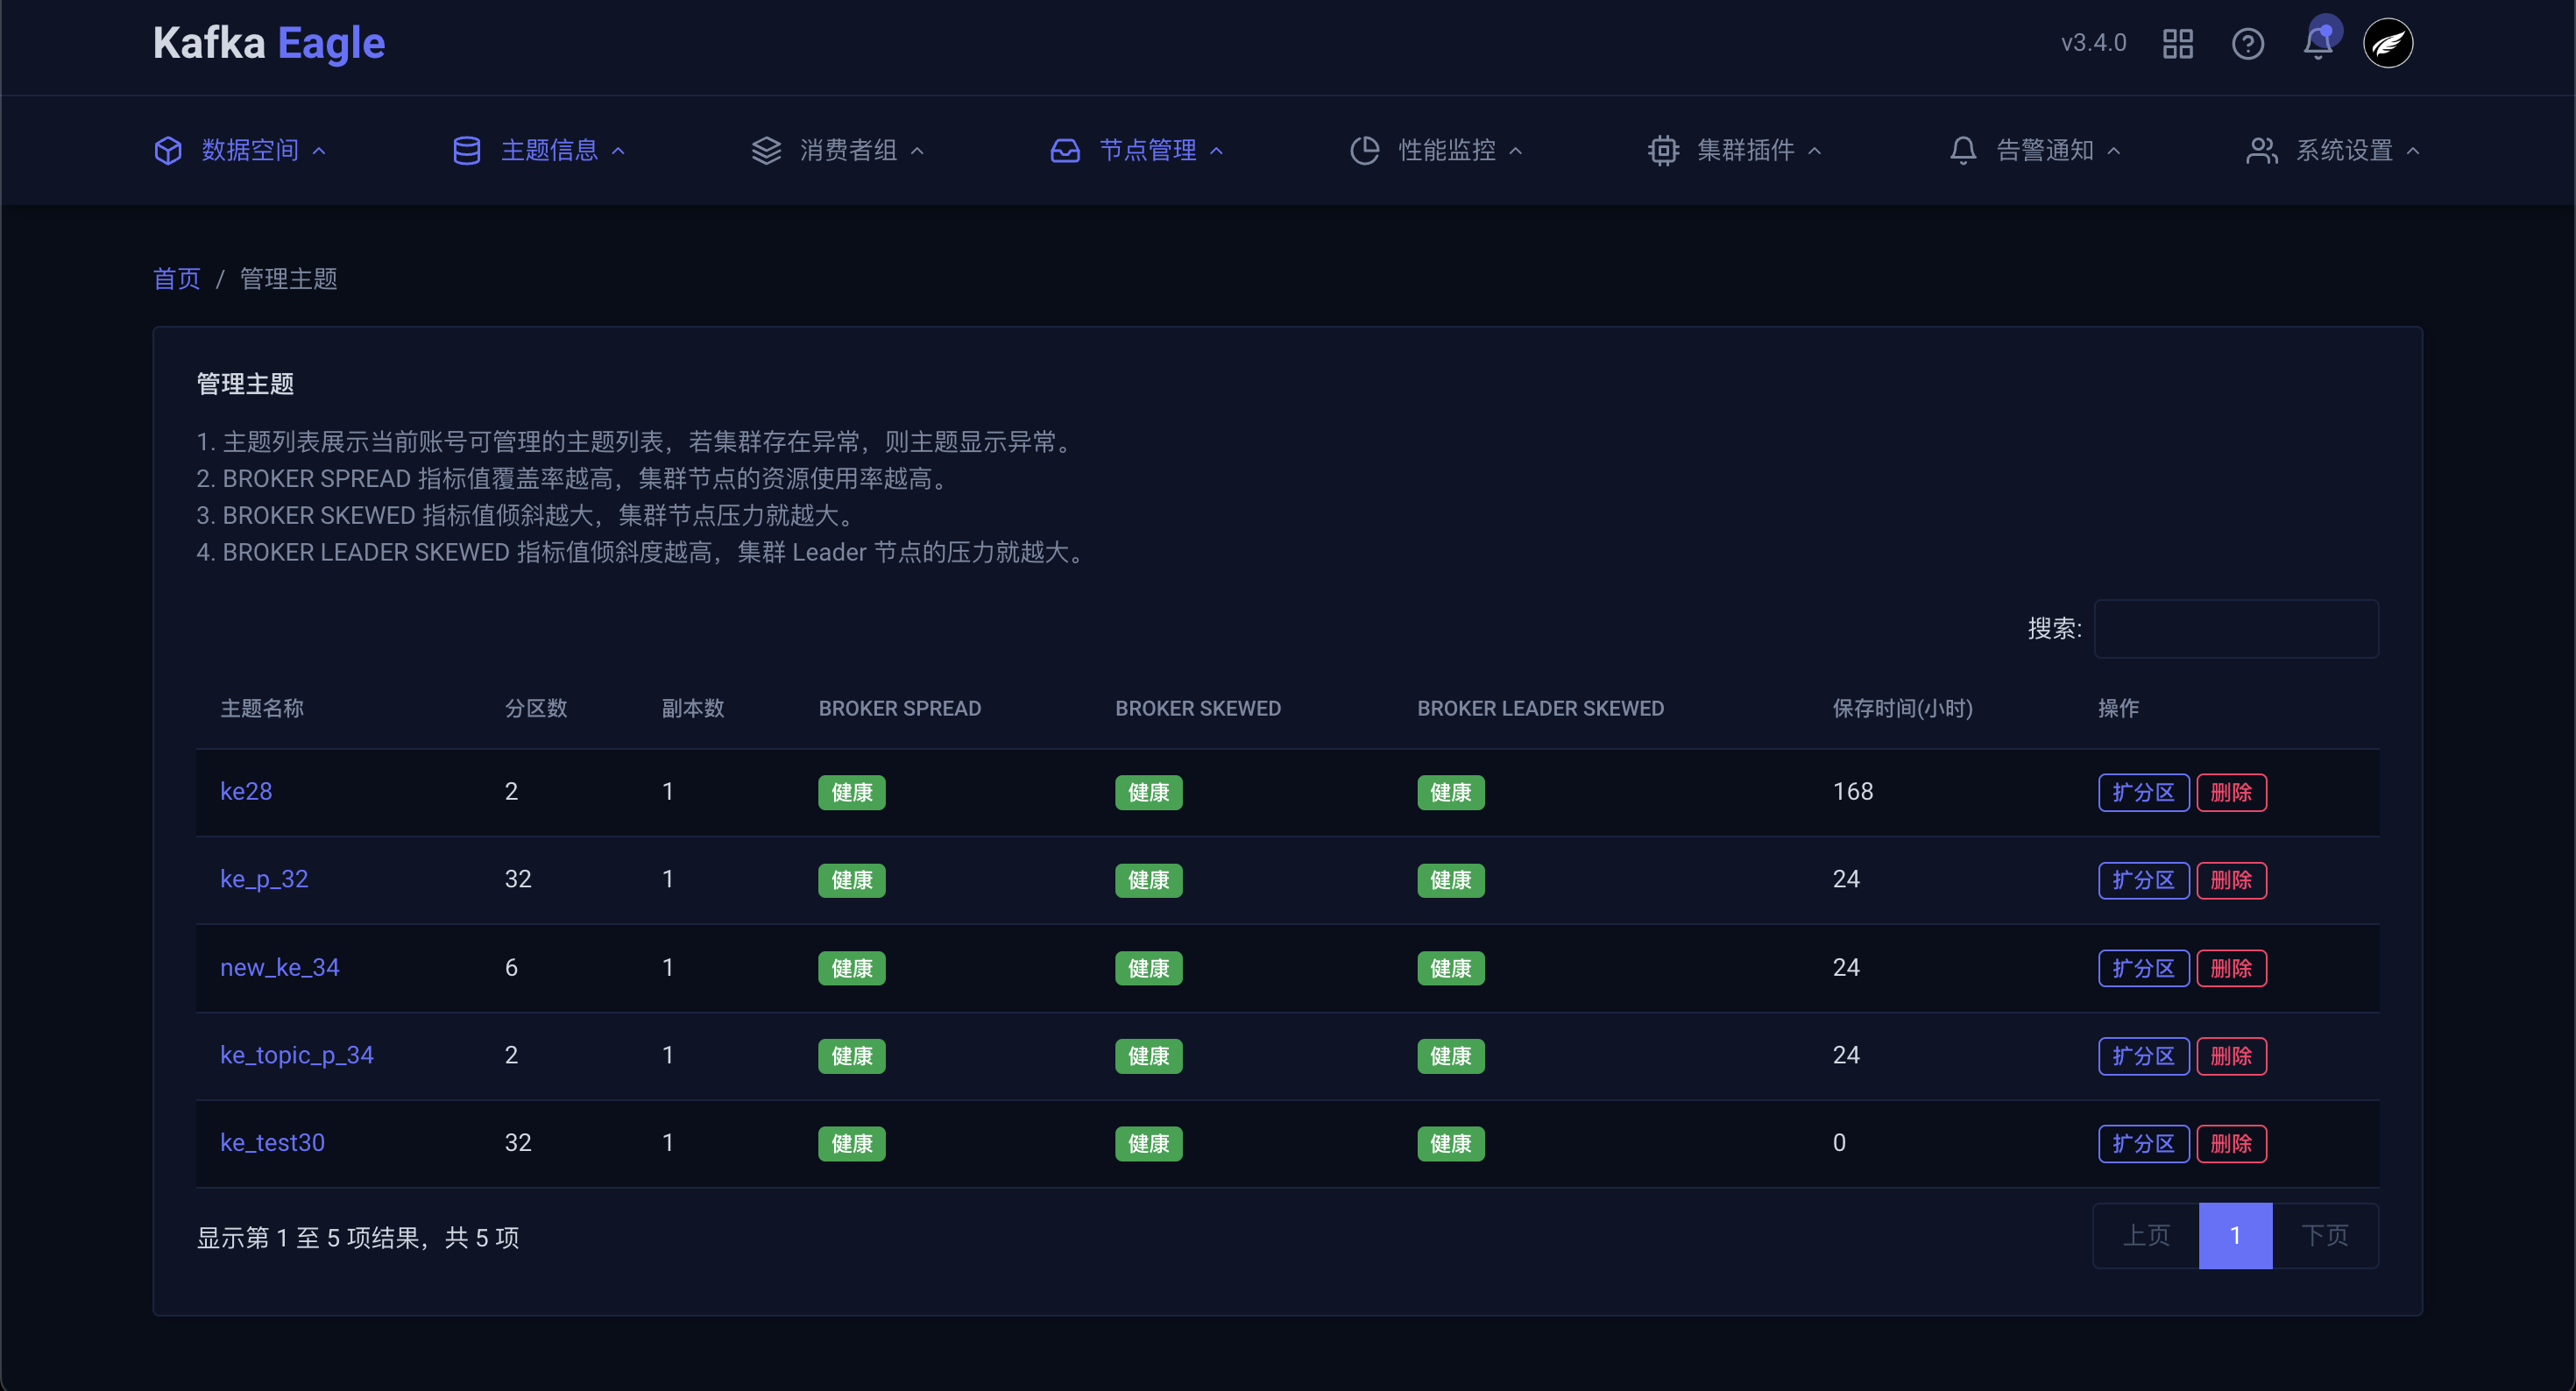 Kafka Eagle
v3.4.0
数据空间 主题信息 消费者组 节点管理 性能监控 集群插件 告警通知 系统设置
首页 / 管理主题
管理主题
1. 主题列表展示当前账号可管理的主题列表，若集群存在异常，则主题显示异常。
2. BROKER SPREAD 指标值覆盖率越高，集群节点的资源使用率越高。
3. BROKER SKEWED 指标值倾斜越大，集群节点压力就越大。
4. BROKER LEADER SKEWED 指标值倾斜度越高，集群 Leader 节点的压力就越大。
搜索:
主题名称 分区数 副本数 BROKER SPREAD BROKER SKEWED BROKER LEADER SKEWED 保存时间(小时) 操作
ke28 2 1 健康 健康 健康 168 扩分区 删除
ke_p_32 32 1 健康 健康 健康 24 扩分区 删除
new_ke_34 6 1 健康 健康 健康 24 扩分区 删除
ke_topic_p_34 2 1 健康 健康 健康 24 扩分区 删除
ke_test30 32 1 健康 健康 健康 0 扩分区 删除
显示第 1 至 5 项结果，共 5 项
上页 1 下页